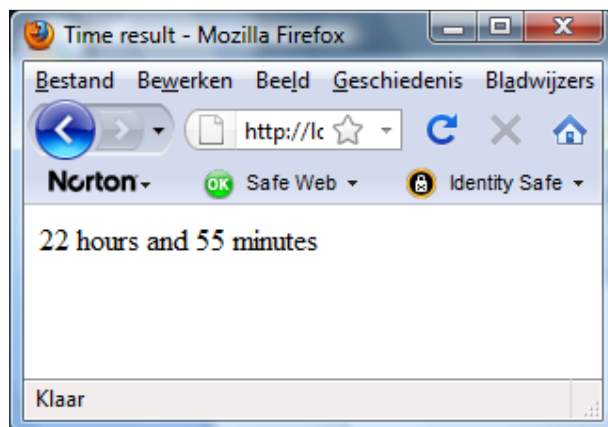 Time result - Mozilla Firefox
Bestand Bewerken Beeld Geschiedenis Bladwijzers
http://lc
Norton OK Safe Web Identity Safe
22 hours and 55 minutes
Klaar